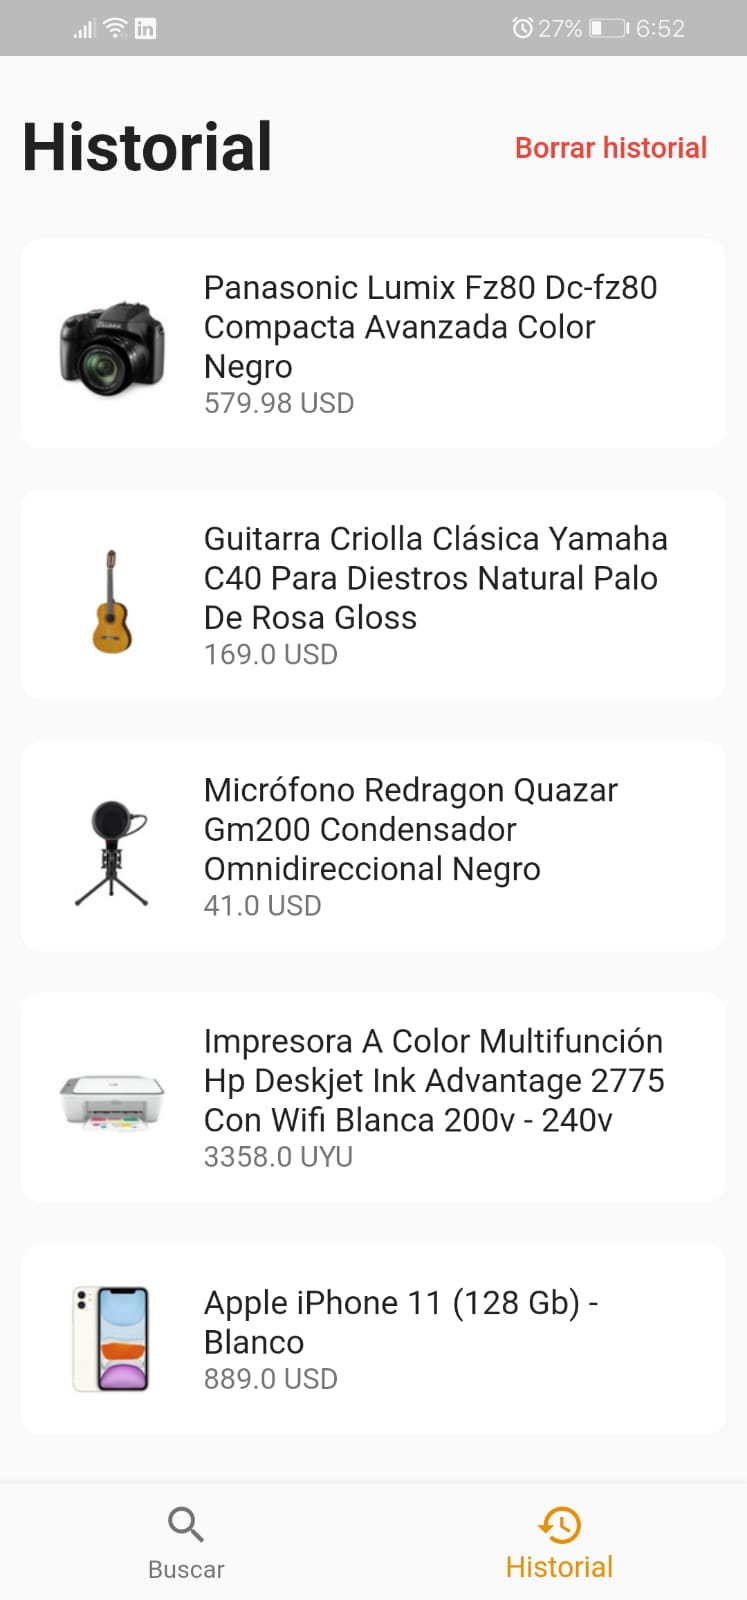 in 27% 6:52
Historial
Borrar historial
Panasonic Lumix Fz80 Dc-fz80
Compacta Avanzada Color
Negro
579.98 USD
Guitarra Criolla Clásica Yamaha
C40 Para Diestros Natural Palo
De Rosa Gloss
169.0 USD
Micrófono Redragon Quazar
Gm200 Condensador
Omnidireccional Negro
41.0 USD
Impresora A Color Multifunción
Hp Deskjet Ink Advantage 2775
Con Wifi Blanca 200v - 240v
3358.0 UYU
Apple iPhone 11 (128 Gb) -
Blanco
889.0 USD
Buscar
Historial